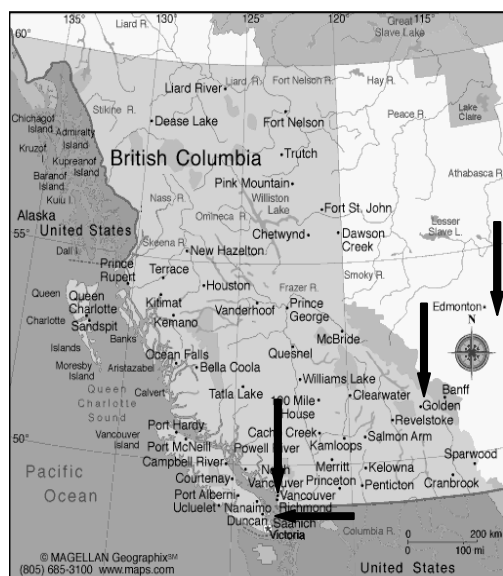 Liard R.
115
Great
Slave Lake
60°
135°
130°
125°
120°
Liard R.
Fort Nelson R.
Hay R.
Liard River
Stikine R.
Peace R.
Lake
Claire
Chichagof
Island
Dease Lake
Fort Nelson
Admiralty
Island
Kruzof
Kupreanof
Island
Trutch
British Columbia
Baranof
Island
Athabasca R.
Pink Mountain
Kuiu I.
Nass R.
Williston
Lake
Omineca R.
Fort St. John
Alaska
United States
Lesser
Slave L.
Chetwynd
Dawson
Creek
55°
Skeena R.
New Hazelton
Dall I.
Smoky R.
Prince
Rupert
Terrace
Houston
Frazer R.
Edmonton
Queen
Queen
Charlotte
Kitimat
Prince
George
N
Charlotte
Sandspit
Kemano
Vanderhoof
McBride
Islands
Banks
Quesnel
Moresby
Island
Aristazabel
Ocean Falls
Bella Coola
Williams Lake
Banff
Queen
Charlotte
Sound
Calvert
Tatla Lake
100 Mile
House
Clearwater
Golden
Revelstoke
Vancouver
Island
Port Hardy
Cache Creek
Salmon Arm
50°
Port McNeill
Powell River
Kamloops
Sparwood
Campbell River
North
Vancouver
Merritt
Kelowna
Pacific
Ocean
Courtenay
Princeton
Penticton
Cranbrook
Port Alberni
Vancouver
Ucluelet
Nanaimo
Richmond
Duncan
Saanich
Victoria
Columbia R.
0 200 km
0 100 mi
© MAGELLAN Geographix℠
(805) 685-3100 www.maps.com
United States